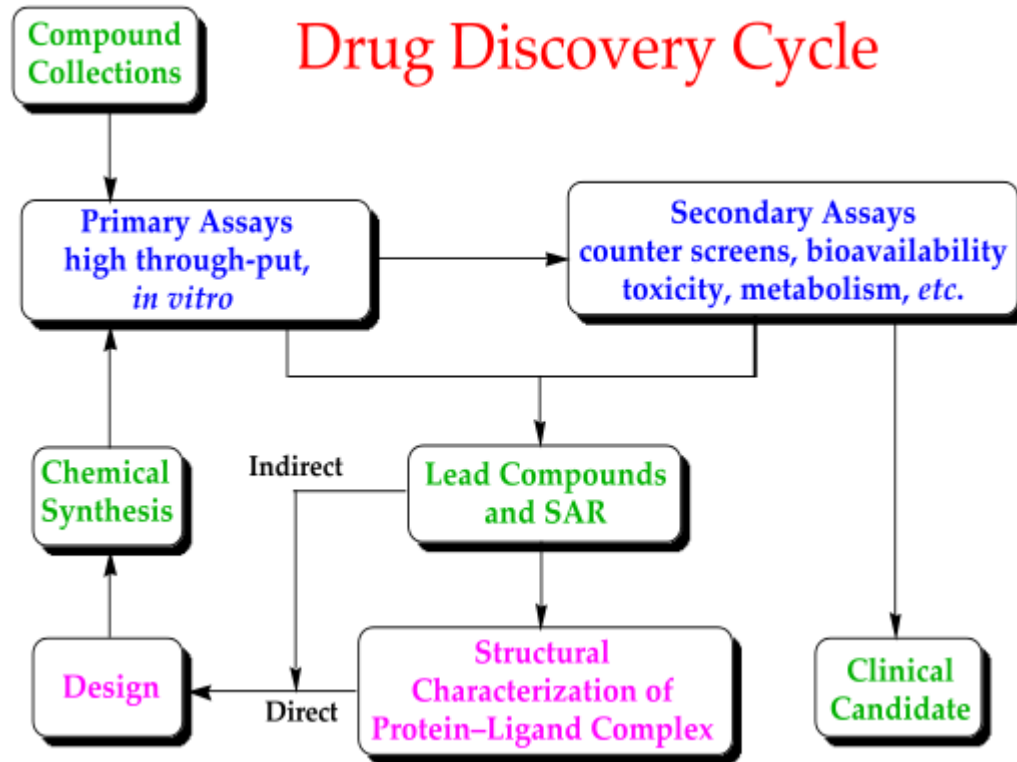 Compound
Collections
Drug Discovery Cycle
Primary Assays
high through-put,
in vitro
Secondary Assays
counter screens, bioavailability
toxicity, metabolism, etc.
Chemical
Synthesis
Indirect
Lead Compounds
and SAR
Design
Direct
Structural
Characterization of
Protein–Ligand Complex
Clinical
Candidate